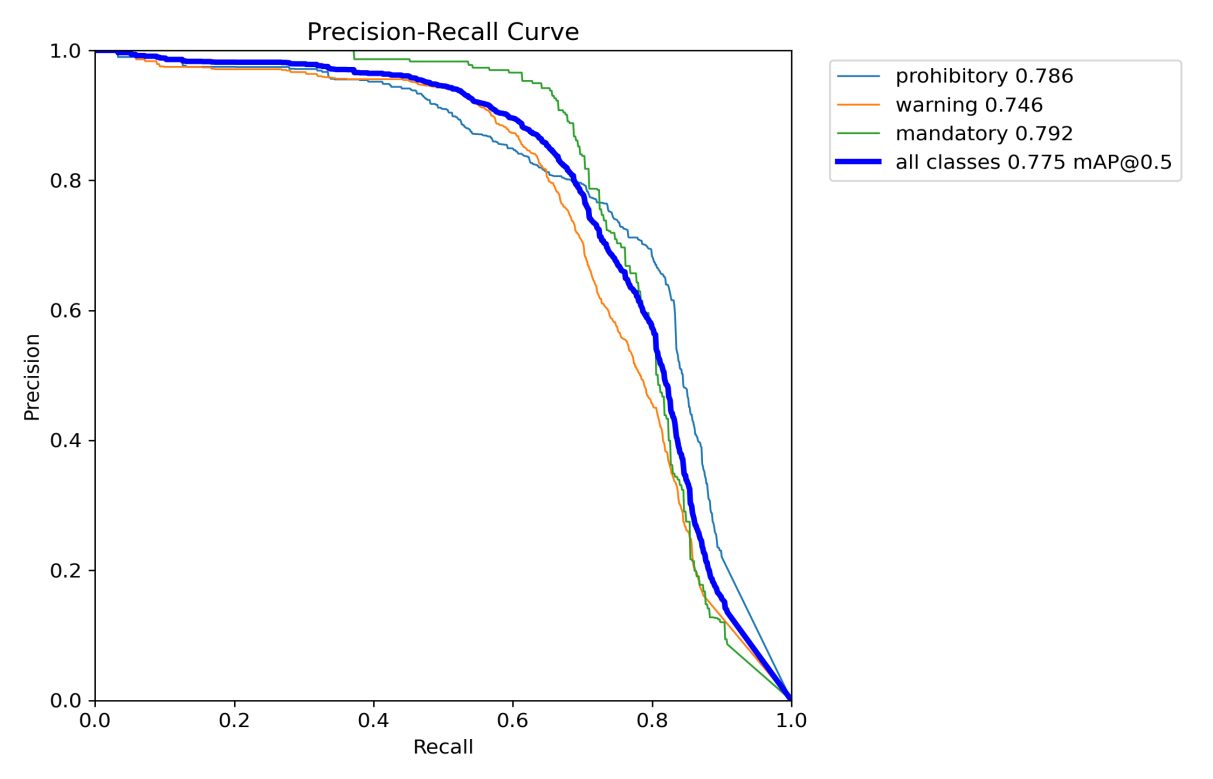 Precision-Recall Curve
1.0
0.8
0.6
0.4
0.2
0.0
Precision
0.0 0.2 0.4 0.6 0.8 1.0
Recall
prohibitory 0.786
warning 0.746
mandatory 0.792
all classes 0.775 mAP@0.5